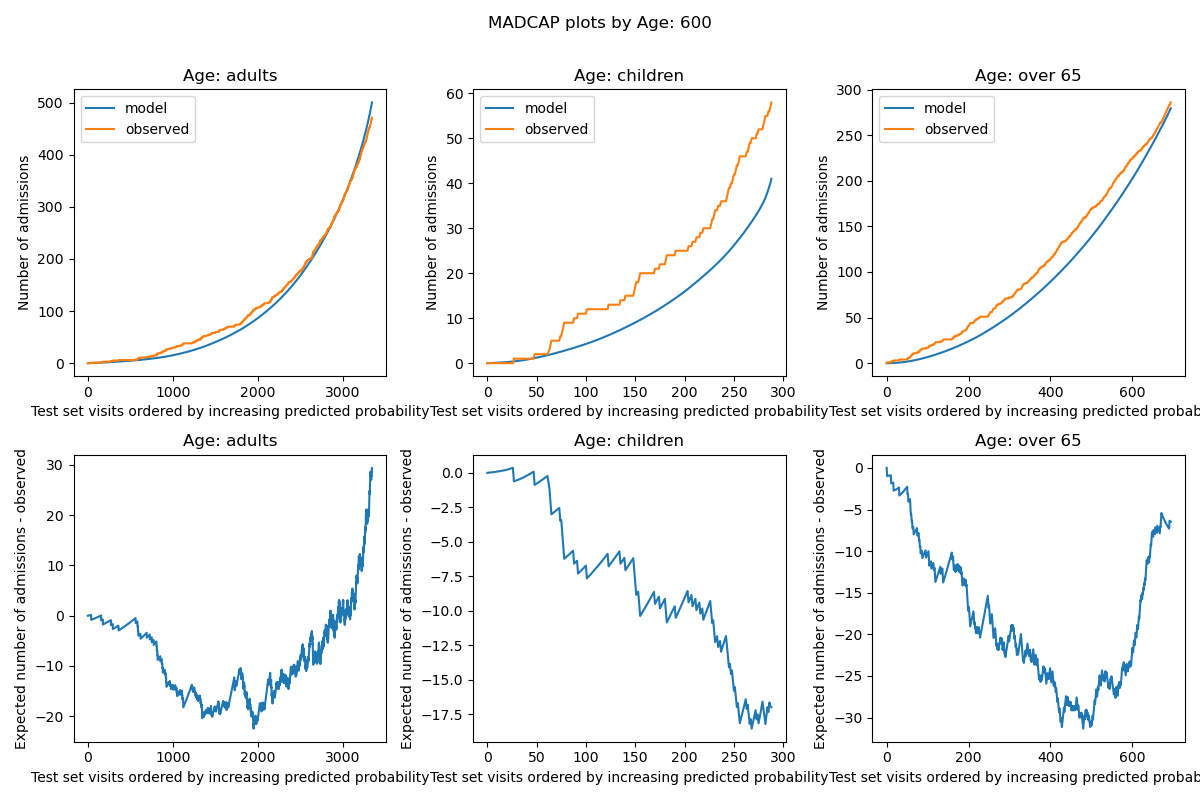 MADCAP plots by Age: 600
Age: adults
Number of admissions
500
400
300
200
100
0
model
observed
0 1000 2000 3000
Test set visits ordered by increasing predicted probability
Age: children
Number of admissions
60
50
40
30
20
10
0
model
observed
0 50 100 150 200 250 300
Test set visits ordered by increasing predicted probability
Age: over 65
Number of admissions
300
250
200
150
100
50
0
model
observed
0 200 400 600
Test set visits ordered by increasing predicted probab
Age: adults
Expected number of admissions - observed
30
20
10
0
−10
−20
0 1000 2000 3000
Test set visits ordered by increasing predicted probability
Age: children
Expected number of admissions - observed
0.0
−2.5
−5.0
−7.5
−10.0
−12.5
−15.0
−17.5
0 50 100 150 200 250 300
Test set visits ordered by increasing predicted probability
Age: over 65
Expected number of admissions - observed
0
−5
−10
−15
−20
−25
−30
0 200 400 600
Test set visits ordered by increasing predicted probab